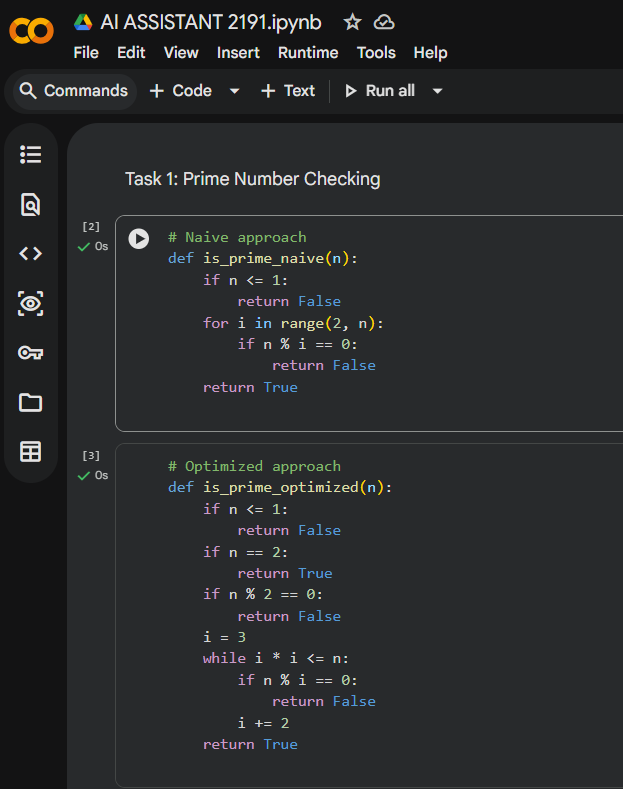 CO
AI ASSISTANT 2191.ipynb
File Edit View Insert Runtime Tools Help
Commands + Code + Text Run all
Task 1: Prime Number Checking
[2]
0s
# Naive approach
def is_prime_naive(n):
    if n <= 1:
        return False
    for i in range(2, n):
        if n % i == 0:
            return False
    return True
[3]
0s
# Optimized approach
def is_prime_optimized(n):
    if n <= 1:
        return False
    if n == 2:
        return True
    if n % 2 == 0:
        return False
    i = 3
    while i * i <= n:
        if n % i == 0:
            return False
        i += 2
    return True